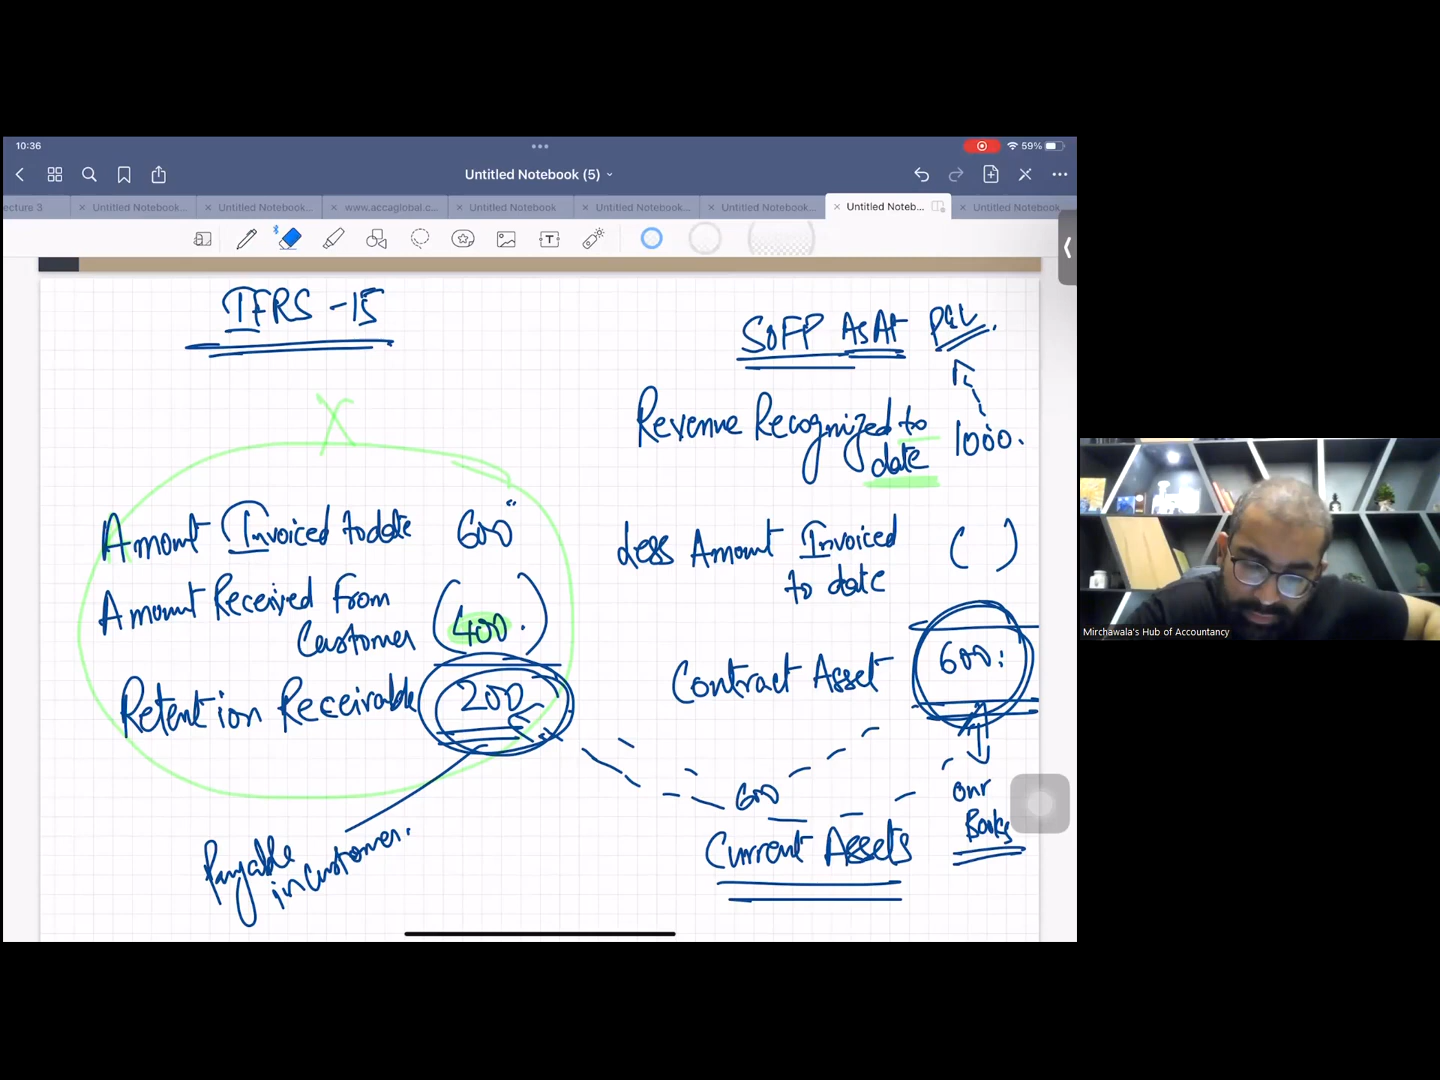 10:36
59%
Untitled Notebook (5)
ecture 3
Untitled Notebook...
Untitled Notebook...
www.accaglobal.c...
Untitled Notebook
Untitled Notebook...
Untitled Notebook...
Untitled Noteb...
Untitled Notebook
IFRS -15
SOFP As At P&L.
X
Revenue Recognized to date 1000.
Amount Invoiced to date 600
Less Amount Invoiced to date ( )
Amount Received From Customer (400.)
Contract Asset 600.
Retention Receivable 200
600
our Books
Current Assets
Payable in customer.
Mirchawala's Hub of Accountancy